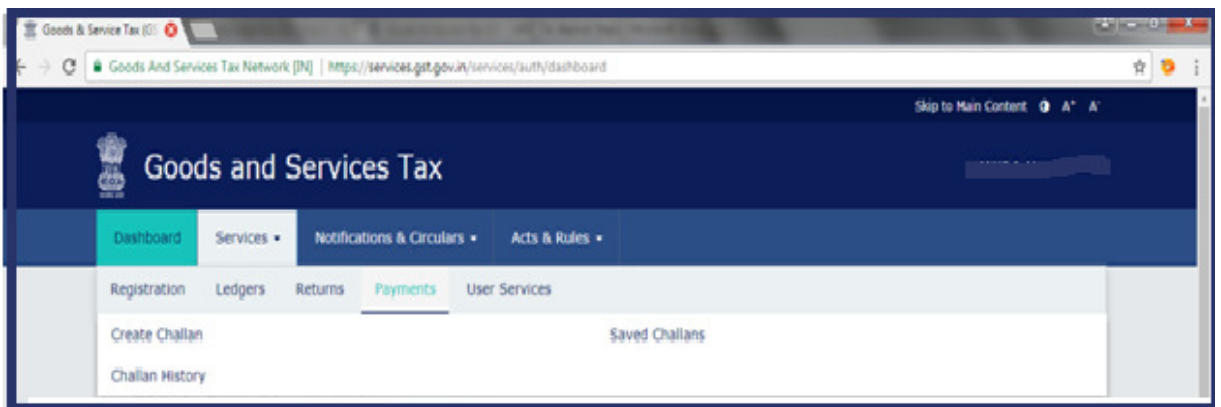 Goods & Service Tax (GS
Goods And Services Tax Network [IN] | https://services.gst.gov.in/services/auth/dashboard
Skip to Main Content A+ A-
Goods and Services Tax
Dashboard Services Notifications & Circulars Acts & Rules
Registration Ledgers Returns Payments User Services
Create Challan Saved Challans
Challan History